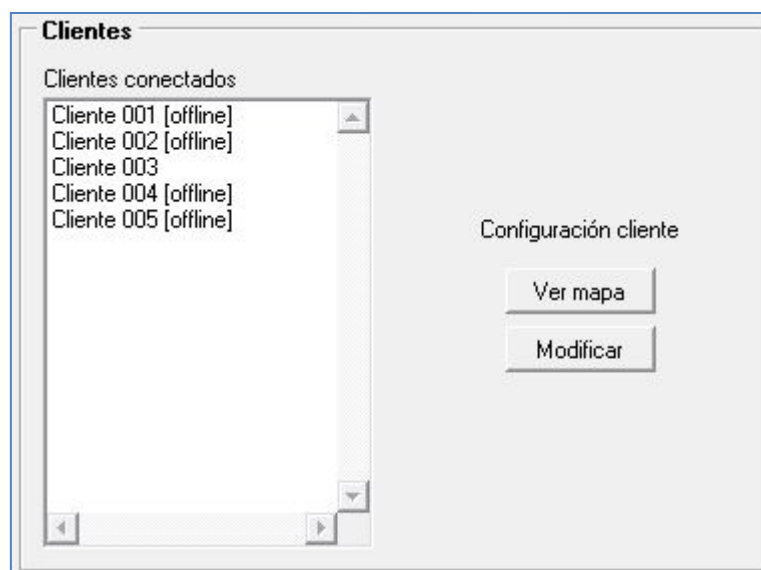 Clientes
Clientes conectados
Cliente 001 [offline]
Cliente 002 [offline]
Cliente 003
Cliente 004 [offline]
Cliente 005 [offline]
Configuración cliente
Ver mapa
Modificar